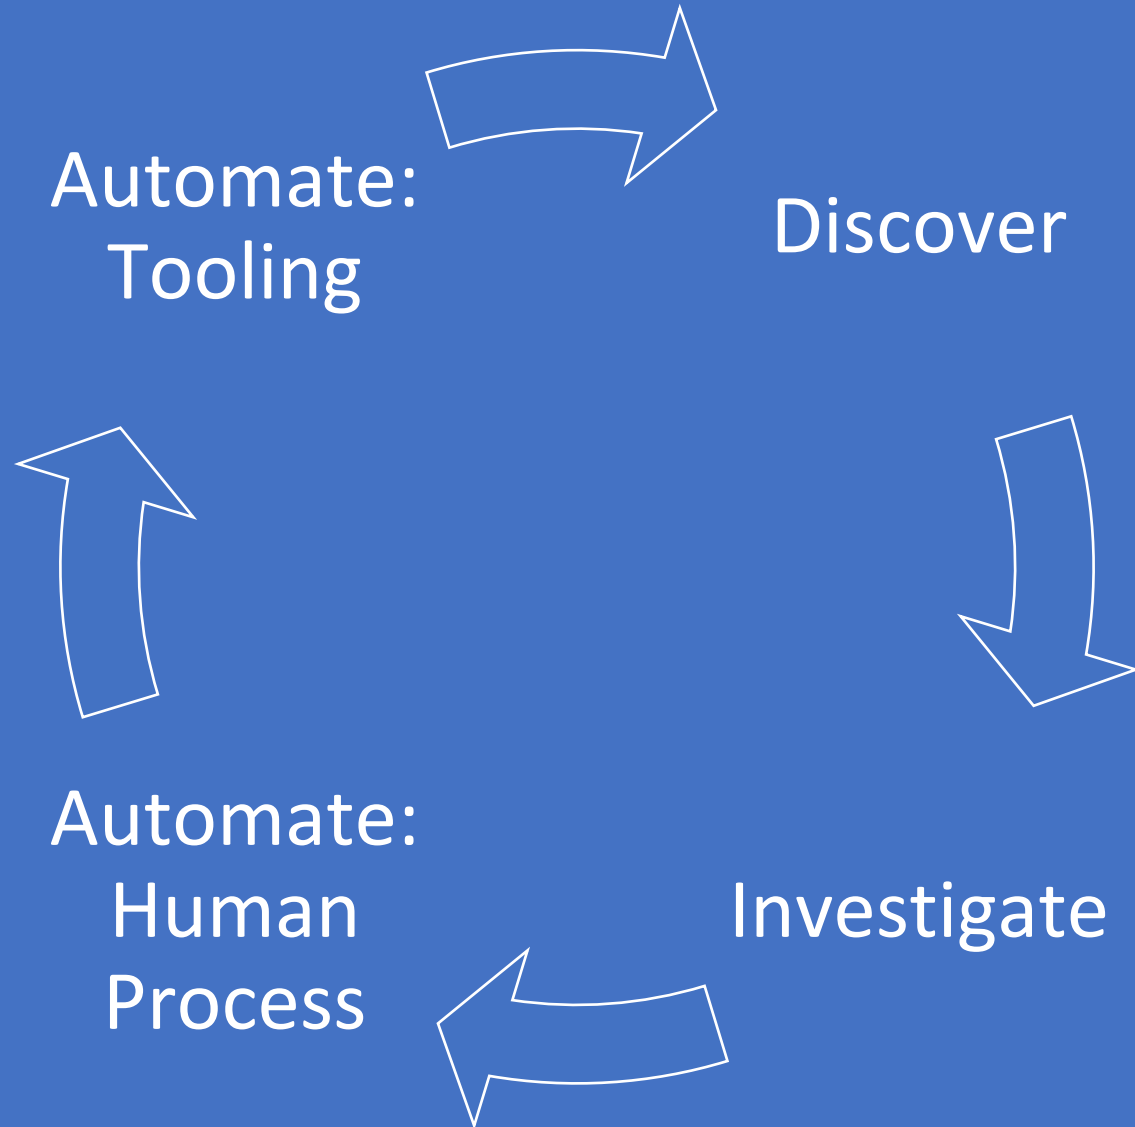 Automate:
Tooling
Discover
Automate:
Human
Process
Investigate